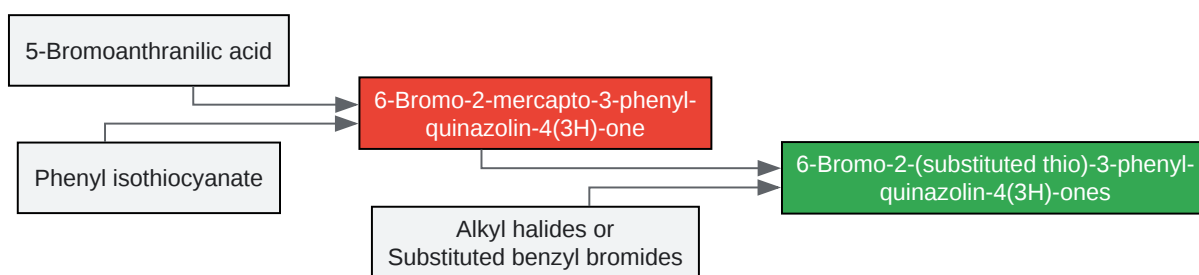 5-Bromoanthranilic acid
Phenyl isothiocyanate
6-Bromo-2-mercapto-3-phenyl-
quinazolin-4(3H)-one
Alkyl halides or
Substituted benzyl bromides
6-Bromo-2-(substituted thio)-3-phenyl-
quinazolin-4(3H)-ones